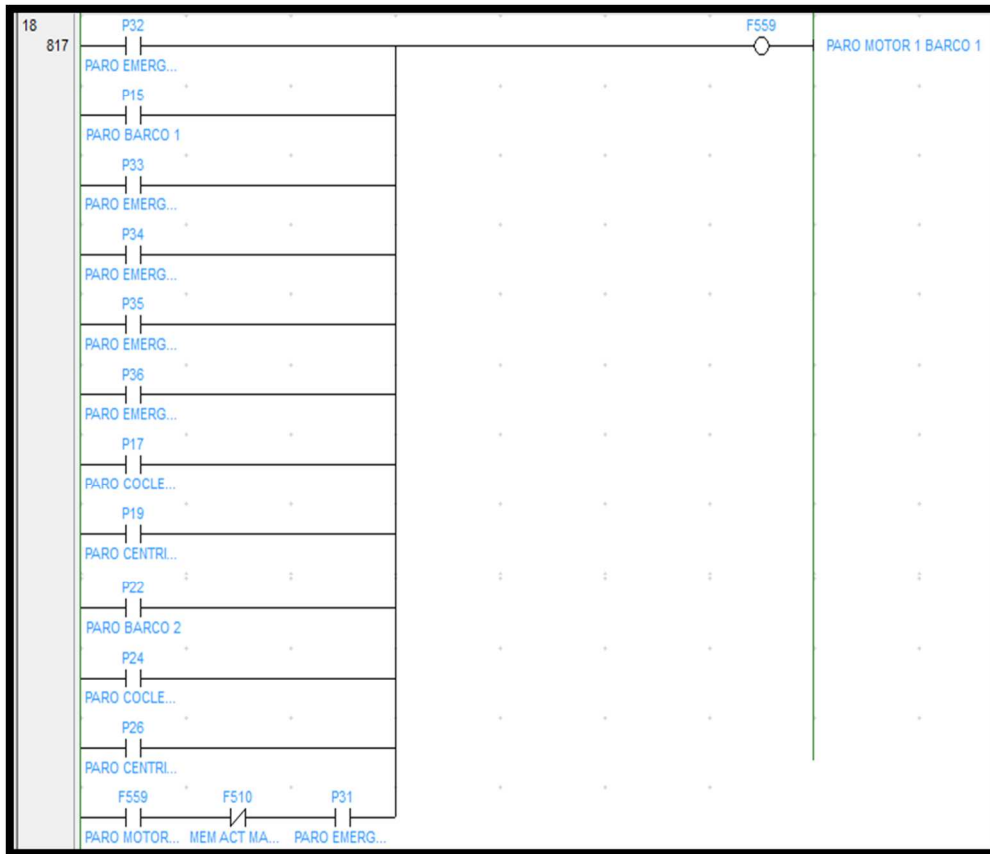 18
P32
F559
817
PARO MOTOR 1 BARCO 1
PARO EMERG...
P15
PARO BARCO 1
P33
PARO EMERG...
P34
PARO EMERG...
P35
PARO EMERG...
P36
PARO EMERG...
P17
PARO COCLE...
P19
PARO CENTRI...
P22
PARO BARCO 2
P24
PARO COCLE...
P26
PARO CENTRI...
F559 F510 P31
PARO MOTOR... MEM ACT MA... PARO EMERG...